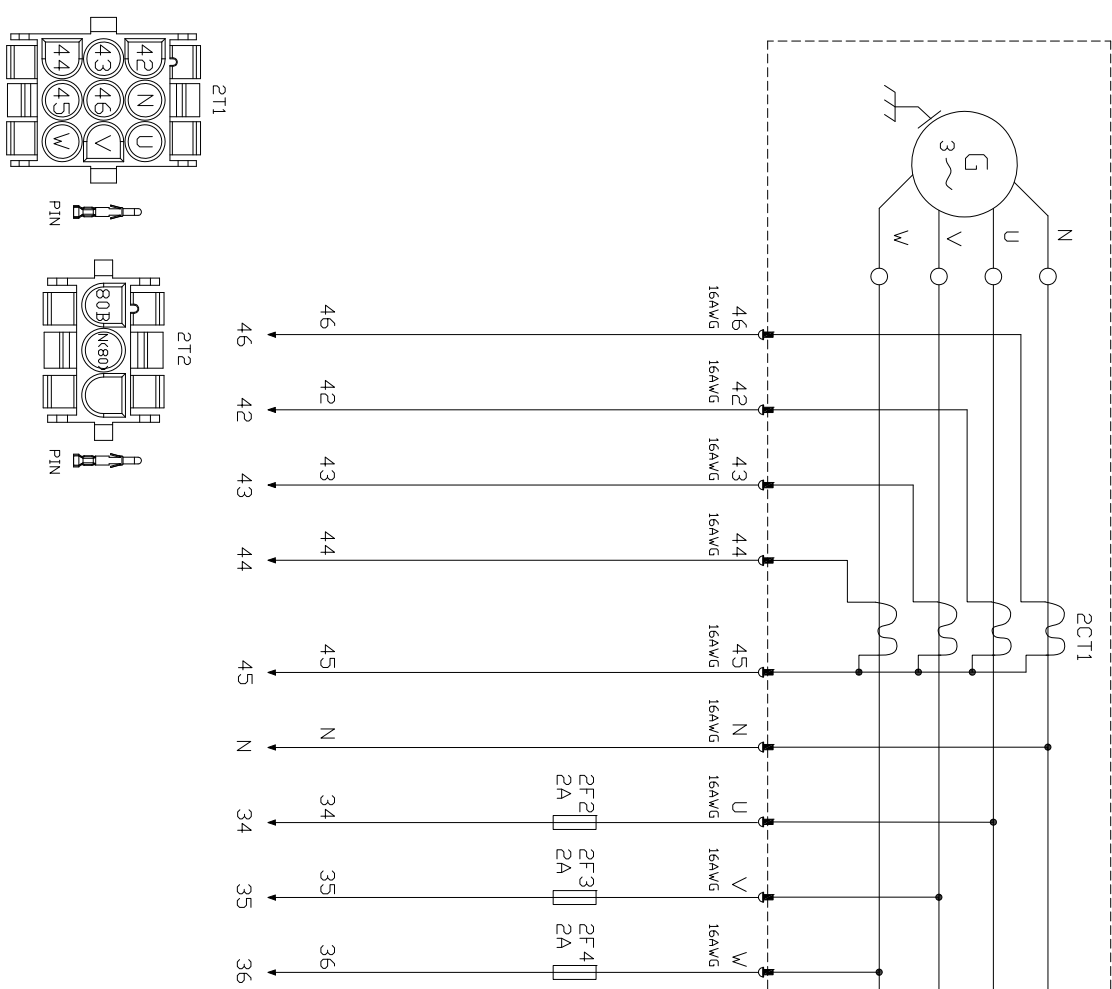 2CT1
N
U
G
3~
V
W
46 42 43 44 45 N U V W
16AWG 16AWG 16AWG 16AWG 16AWG 16AWG 16AWG 16AWG 16AWG
2F2 2F3 2F4
2A 2A 2A
46 42 43 44 45 N 34 35 36
46 42 43 44 45 N 34 35 36
2T1
42 N U
43 46 V
44 45 W
PIN
2T2
80B N(80)
PIN